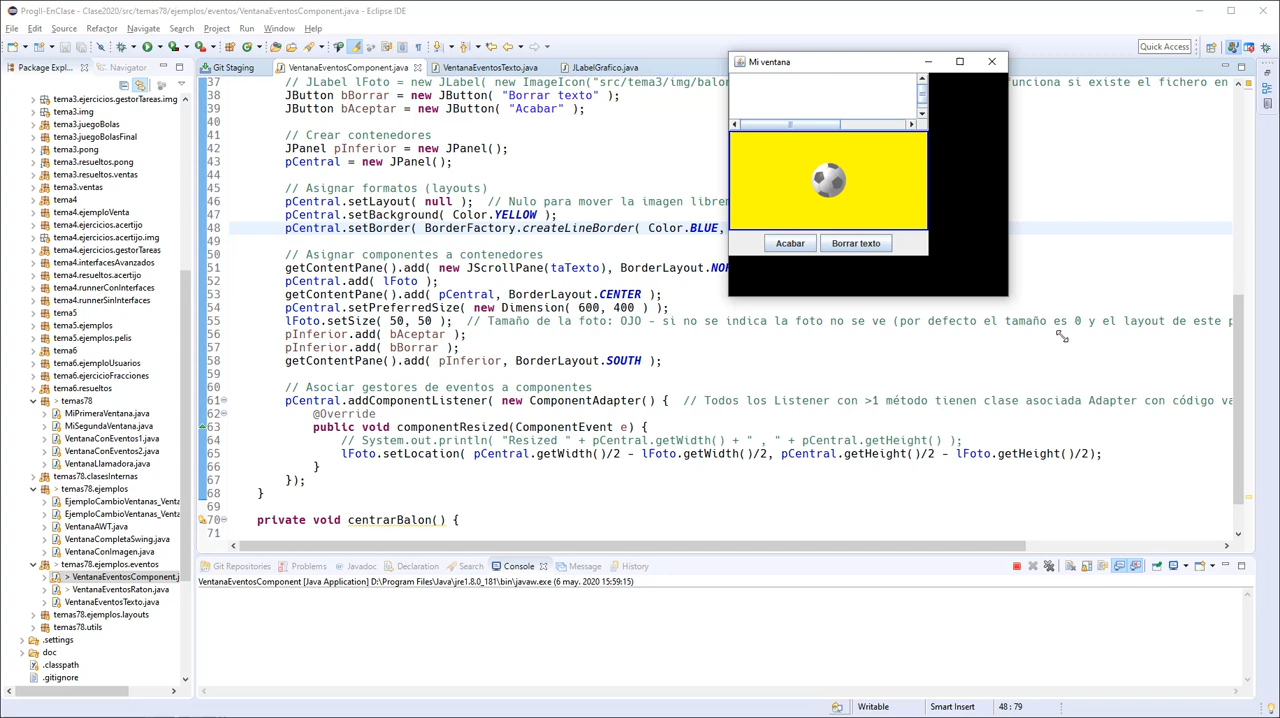 ProgII-EnClase - Clase2020/src/temas78/ejemplos/eventos/VentanaEventosComponent.java - Eclipse IDE
File Edit Source Refactor Navigate Search Project Run Window Help
Quick Access
Package Expl...
Navigator
Git Staging
VentanaEventosComponent.java
VentanaEventosTexto.java
JLabelGrafico.java
tema3.ejercicios.gestorTareas.img
tema3.img
tema3.juegoBolas
tema3.juegoBolasFinal
tema3.pong
tema3.resueltos.pong
tema3.resueltos.ventas
tema3.ventas
tema4
tema4.ejemploVenta
tema4.ejercicios.acertijo
tema4.ejercicios.acertijo.img
tema4.ejercicios.gestorTareas
tema4.interfacesAvanzados
tema4.resueltos.acertijo
tema4.runnerConInterfaces
tema4.runnerSinInterfaces
tema5
tema5.ejemplos
tema5.ejemplos.pelis
tema6
tema6.ejemploUsuarios
tema6.ejercicioFracciones
tema6.resueltos
> temas78
MiPrimeraVentana.java
MiSegundaVentana.java
VentanaConEventos1.java
VentanaConEventos2.java
VentanaLlamadora.java
temas78.clasesInternas
> temas78.ejemplos
EjemploCambioVentanas_Venta
EjemploCambioVentanas_Venta
VentanaAWT.java
VentanaCompletaSwing.java
VentanaConImagen.java
> temas78.ejemplos.eventos
> VentanaEventosComponent.j
> VentanaEventosRaton.java
VentanaEventosTexto.java
temas78.ejemplos.layouts
temas78.utils
.settings
doc
.classpath
.gitignore
37 // JLabel lFoto = new JLabel( new ImageIcon("src/tema3/img/balon
funciona si existe el fichero en
38 JButton bBorrar = new JButton( "Borrar texto" );
39 JButton bAceptar = new JButton( "Acabar" );
40
41 // Crear contenedores
42 JPanel pInferior = new JPanel();
43 pCentral = new JPanel();
44
45 // Asignar formatos (layouts)
46 pCentral.setLayout( null ); // Nulo para mover la imagen librem
47 pCentral.setBackground( Color.YELLOW );
48 pCentral.setBorder( BorderFactory.createLineBorder( Color.BLUE,
49
50 // Asignar componentes a contenedores
51 getContentPane().add( new JScrollPane(taTexto), BorderLayout.NOR
52 pCentral.add( lFoto );
53 getContentPane().add( pCentral, BorderLayout.CENTER );
54 pCentral.setPreferredSize( new Dimension( 600, 400 ) );
55 lFoto.setSize( 50, 50 ); // Tamaño de la foto: OJO - si no se indica la foto no se ve (por defecto el tamaño es 0 y el layout de este p
56 pInferior.add( bAceptar );
57 pInferior.add( bBorrar );
58 getContentPane().add( pInferior, BorderLayout.SOUTH );
59
60 // Asociar gestores de eventos a componentes
61 pCentral.addComponentListener( new ComponentAdapter() { // Todos los Listener con >1 método tienen clase asociada Adapter con código va
62 @Override
63 public void componentResized(ComponentEvent e) {
64 // System.out.println( "Resized " + pCentral.getWidth() + " , " + pCentral.getHeight() );
65 lFoto.setLocation( pCentral.getWidth()/2 - lFoto.getWidth()/2, pCentral.getHeight()/2 - lFoto.getHeight()/2);
66 }
67 });
68 }
69
70 private void centrarBalon() {
71
Mi ventana
Acabar
Borrar texto
Git Repositories
Problems
Javadoc
Declaration
Search
Console
Message
History
VentanaEventosComponent [Java Application] D:\Program Files\Java\jre1.8.0_181\bin\javaw.exe (6 may. 2020 15:59:15)
Writable
Smart Insert
48 : 79